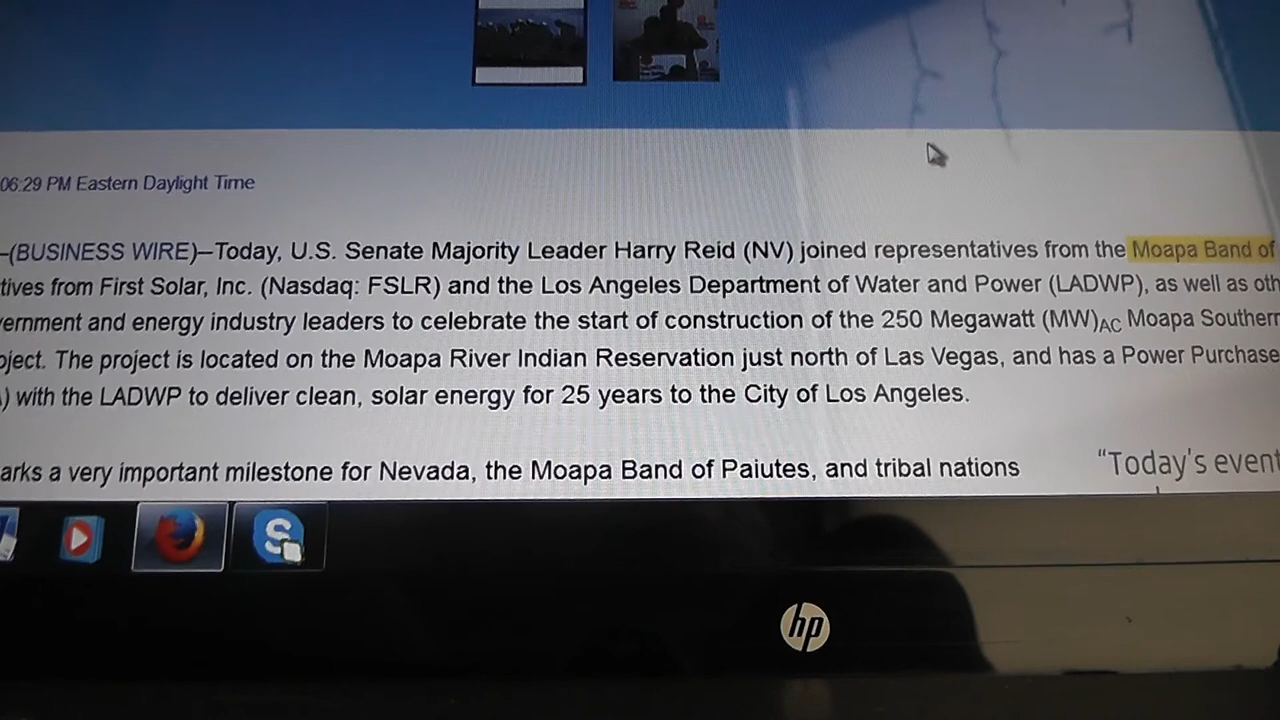 06:29 PM Eastern Daylight Time
–(BUSINESS WIRE)–Today, U.S. Senate Majority Leader Harry Reid (NV) joined representatives from the Moapa Band of
tives from First Solar, Inc. (Nasdaq: FSLR) and the Los Angeles Department of Water and Power (LADWP), as well as oth
vernment and energy industry leaders to celebrate the start of construction of the 250 Megawatt (MW)AC Moapa Southern
oject. The project is located on the Moapa River Indian Reservation just north of Las Vegas, and has a Power Purchase
) with the LADWP to deliver clean, solar energy for 25 years to the City of Los Angeles.
arks a very important milestone for Nevada, the Moapa Band of Paiutes, and tribal nations
“Today's event
S
hp